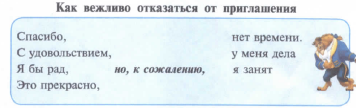 Как вежливо отказаться от приглашения
Спасибо, нет времени.
С удовольствием, у меня дела
Я бы рад, но, к сожалению, я занят
Это прекрасно,